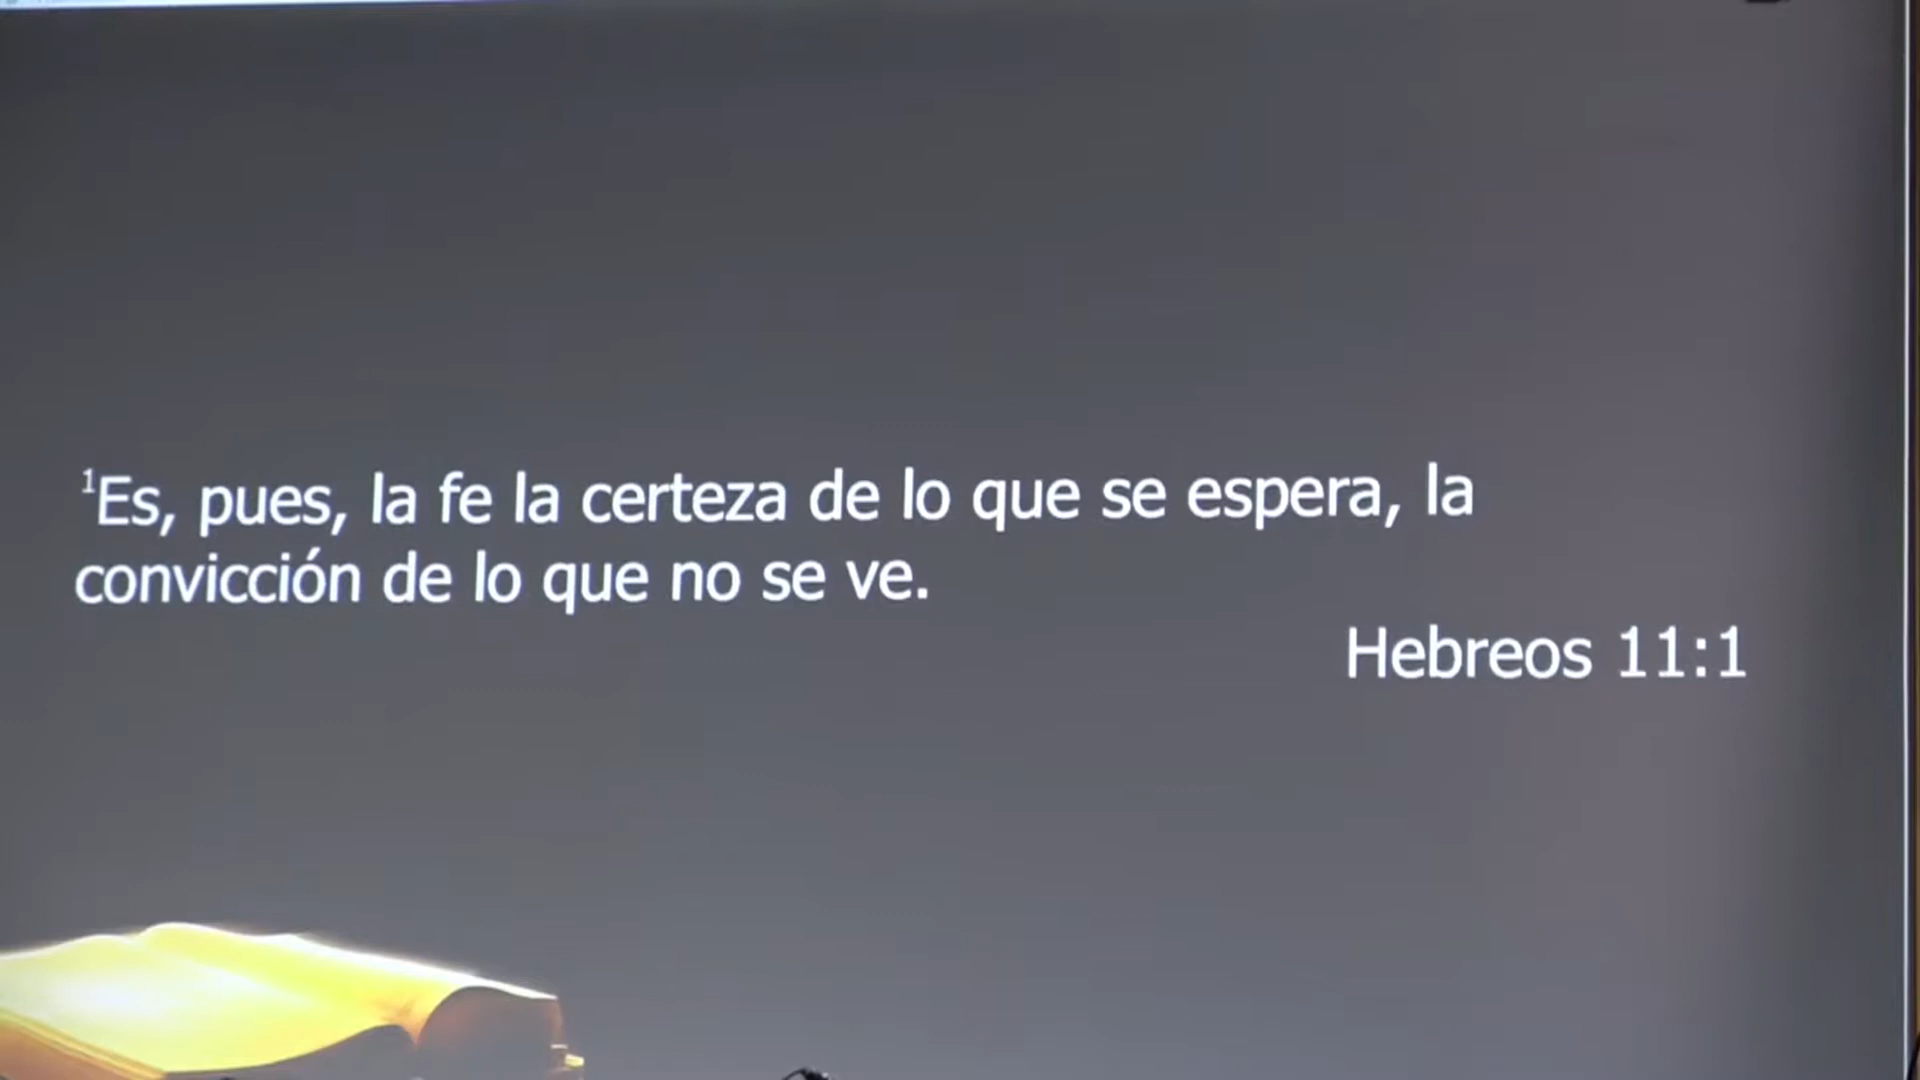 ¹Es, pues, la fe la certeza de lo que se espera, la
convicción de lo que no se ve.
Hebreos 11:1